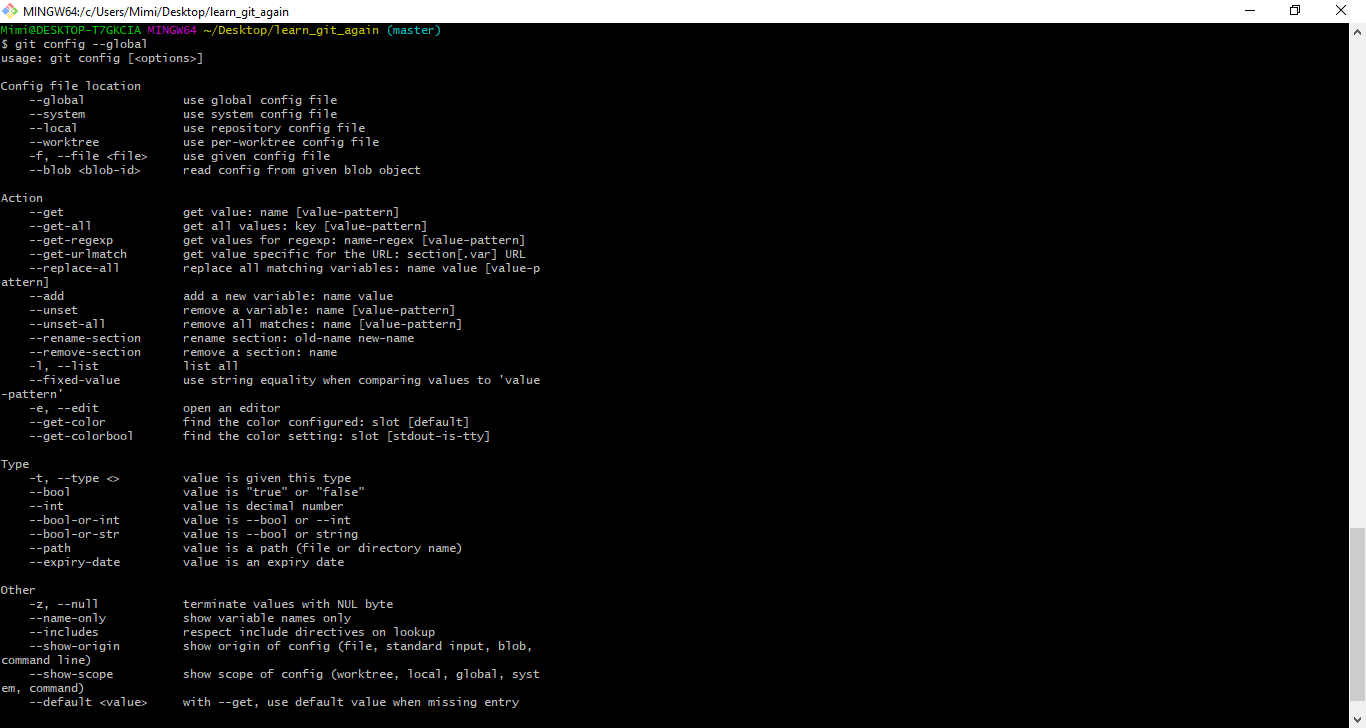 MINGW64:/c/Users/Mimi/Desktop/learn_git_again
Mimi@DESKTOP-T7GKCIA MINGW64 ~/Desktop/learn_git_again (master)
$ git config --global
usage: git config [<options>]

Config file location
    --global              use global config file
    --system              use system config file
    --local               use repository config file
    --worktree            use per-worktree config file
    -f, --file <file>     use given config file
    --blob <blob-id>      read config from given blob object

Action
    --get                 get value: name [value-pattern]
    --get-all             get all values: key [value-pattern]
    --get-regexp          get values for regexp: name-regex [value-pattern]
    --get-urlmatch        get value specific for the URL: section[.var] URL
    --replace-all         replace all matching variables: name value [value-p
attern]
    --add                 add a new variable: name value
    --unset               remove a variable: name [value-pattern]
    --unset-all           remove all matches: name [value-pattern]
    --rename-section      rename section: old-name new-name
    --remove-section      remove a section: name
    -l, --list            list all
    --fixed-value         use string equality when comparing values to 'value
-pattern'
    -e, --edit            open an editor
    --get-color           find the color configured: slot [default]
    --get-colorbool       find the color setting: slot [stdout-is-tty]

Type
    -t, --type <>         value is given this type
    --bool                value is "true" or "false"
    --int                 value is decimal number
    --bool-or-int         value is --bool or --int
    --bool-or-str         value is --bool or string
    --path                value is a path (file or directory name)
    --expiry-date         value is an expiry date

Other
    -z, --null            terminate values with NUL byte
    --name-only           show variable names only
    --includes            respect include directives on lookup
    --show-origin         show origin of config (file, standard input, blob,
command line)
    --show-scope          show scope of config (worktree, local, global, syst
em, command)
    --default <value>     with --get, use default value when missing entry